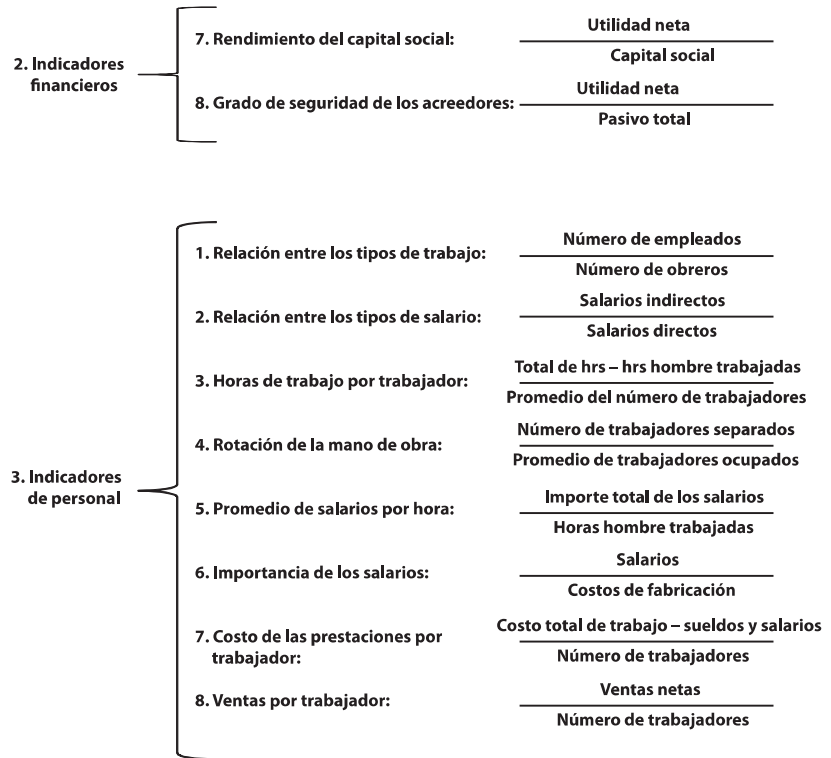 2. Indicadores
financieros
7. Rendimiento del capital social:
Utilidad neta
Capital social
8. Grado de seguridad de los acreedores:
Utilidad neta
Pasivo total
3. Indicadores
de personal
1. Relación entre los tipos de trabajo:
Número de empleados
Número de obreros
2. Relación entre los tipos de salario:
Salarios indirectos
Salarios directos
3. Horas de trabajo por trabajador:
Total de hrs – hrs hombre trabajadas
Promedio del número de trabajadores
4. Rotación de la mano de obra:
Número de trabajadores separados
Promedio de trabajadores ocupados
5. Promedio de salarios por hora:
Importe total de los salarios
Horas hombre trabajadas
6. Importancia de los salarios:
Salarios
Costos de fabricación
7. Costo de las prestaciones por
trabajador:
Costo total de trabajo – sueldos y salarios
Número de trabajadores
8. Ventas por trabajador:
Ventas netas
Número de trabajadores